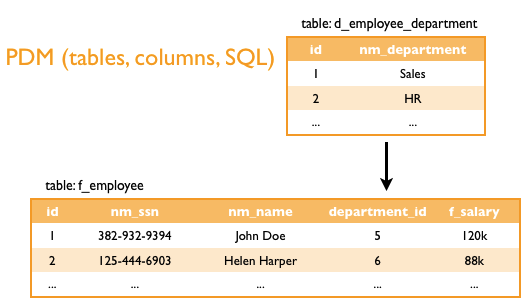 table: d_employee_department
PDM (tables, columns, SQL)
id nm_department
1 Sales
2 HR
... ...
table: f_employee
id nm_ssn nm_name department_id f_salary
1 382-932-9394 John Doe 5 120k
2 125-444-6903 Helen Harper 6 88k
... ... ... ... ...